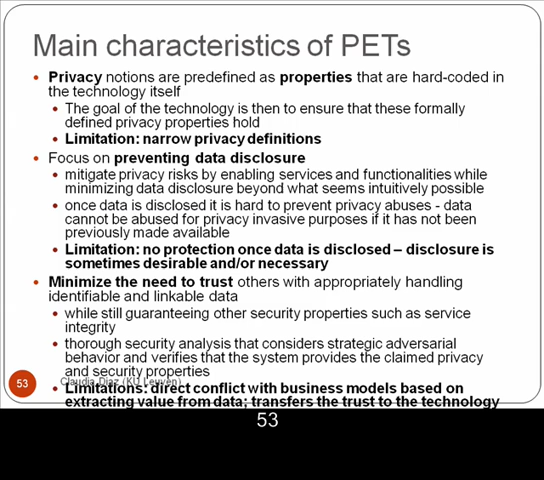 Main characteristics of PETs
• Privacy notions are predefined as properties that are hard-coded in
the technology itself
• The goal of the technology is then to ensure that these formally
defined privacy properties hold
• Limitation: narrow privacy definitions
• Focus on preventing data disclosure
• mitigate privacy risks by enabling services and functionalities while
minimizing data disclosure beyond what seems intuitively possible
• once data is disclosed it is hard to prevent privacy abuses - data
cannot be abused for privacy invasive purposes if it has not been
previously made available
• Limitation: no protection once data is disclosed – disclosure is
sometimes desirable and/or necessary
• Minimize the need to trust others with appropriately handling
identifiable and linkable data
• while still guaranteeing other security properties such as service
integrity
• thorough security analysis that considers strategic adversarial
behavior and verifies that the system provides the claimed privacy
and security properties
53
Claudia Diaz (KU Leuven)
• Limitations: direct conflict with business models based on
extracting value from data; transfers the trust to the technology
53